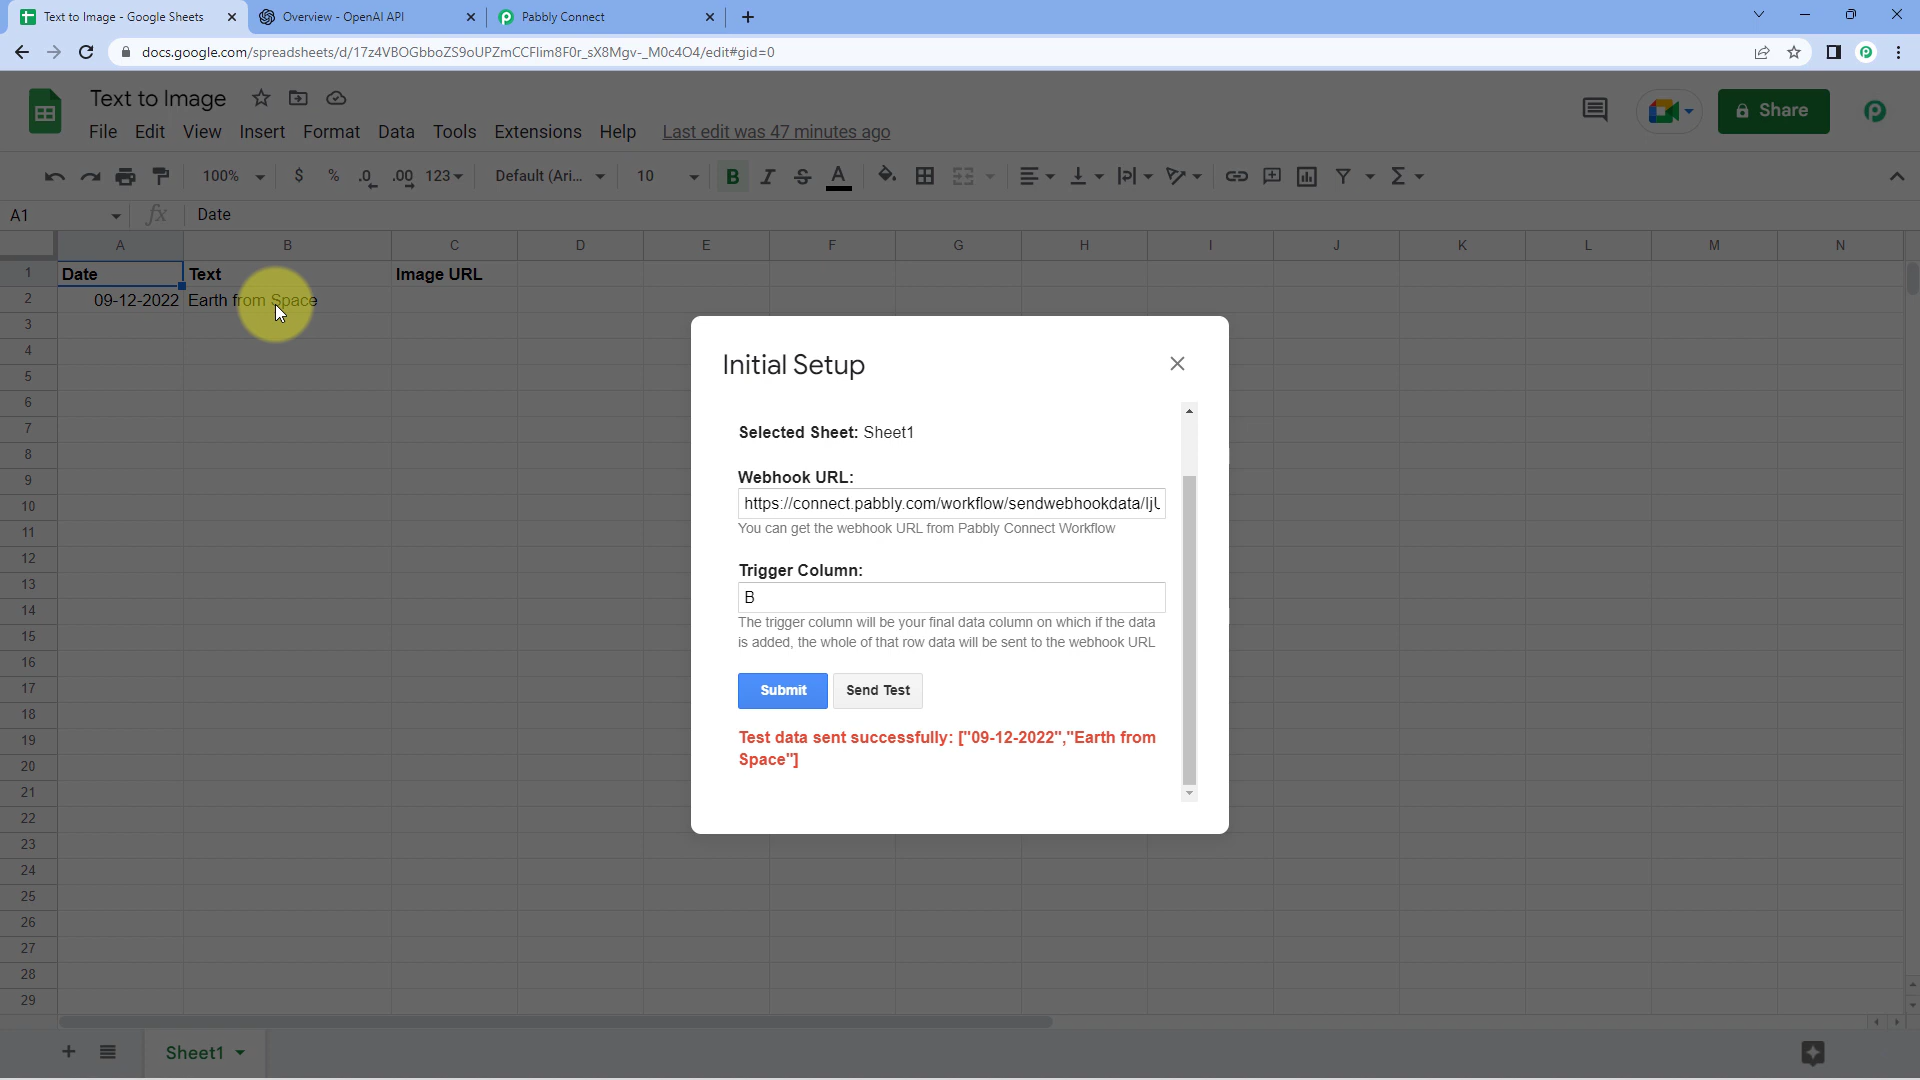 Text to Image - Google Sheets
Overview - OpenAI API
Pabbly Connect
docs.google.com/spreadsheets/d/17z4VBOGbboZS9oUPZmCCFlim8F0r_sX8Mgv-_M0c4O4/edit#gid=0
Text to Image
File Edit View Insert Format Data Tools Extensions Help Last edit was 47 minutes ago
Share
100% $ % .0 .00 123 Default (Ari... 10 B I S A
A1 fx Date
A B C D E F G H I J K L M N
1 Date Text Image URL
2 09-12-2022 Earth from Space
3
4
5
6
7
8
9
10
11
12
13
14
15
16
17
18
19
20
21
22
23
24
25
26
27
28
29
Initial Setup
Selected Sheet: Sheet1
Webhook URL:
https://connect.pabbly.com/workflow/sendwebhookdata/IjU
You can get the webhook URL from Pabbly Connect Workflow
Trigger Column:
B
The trigger column will be your final data column on which if the data
is added, the whole of that row data will be sent to the webhook URL
Submit Send Test
Test data sent successfully: ["09-12-2022","Earth from
Space"]
Sheet1